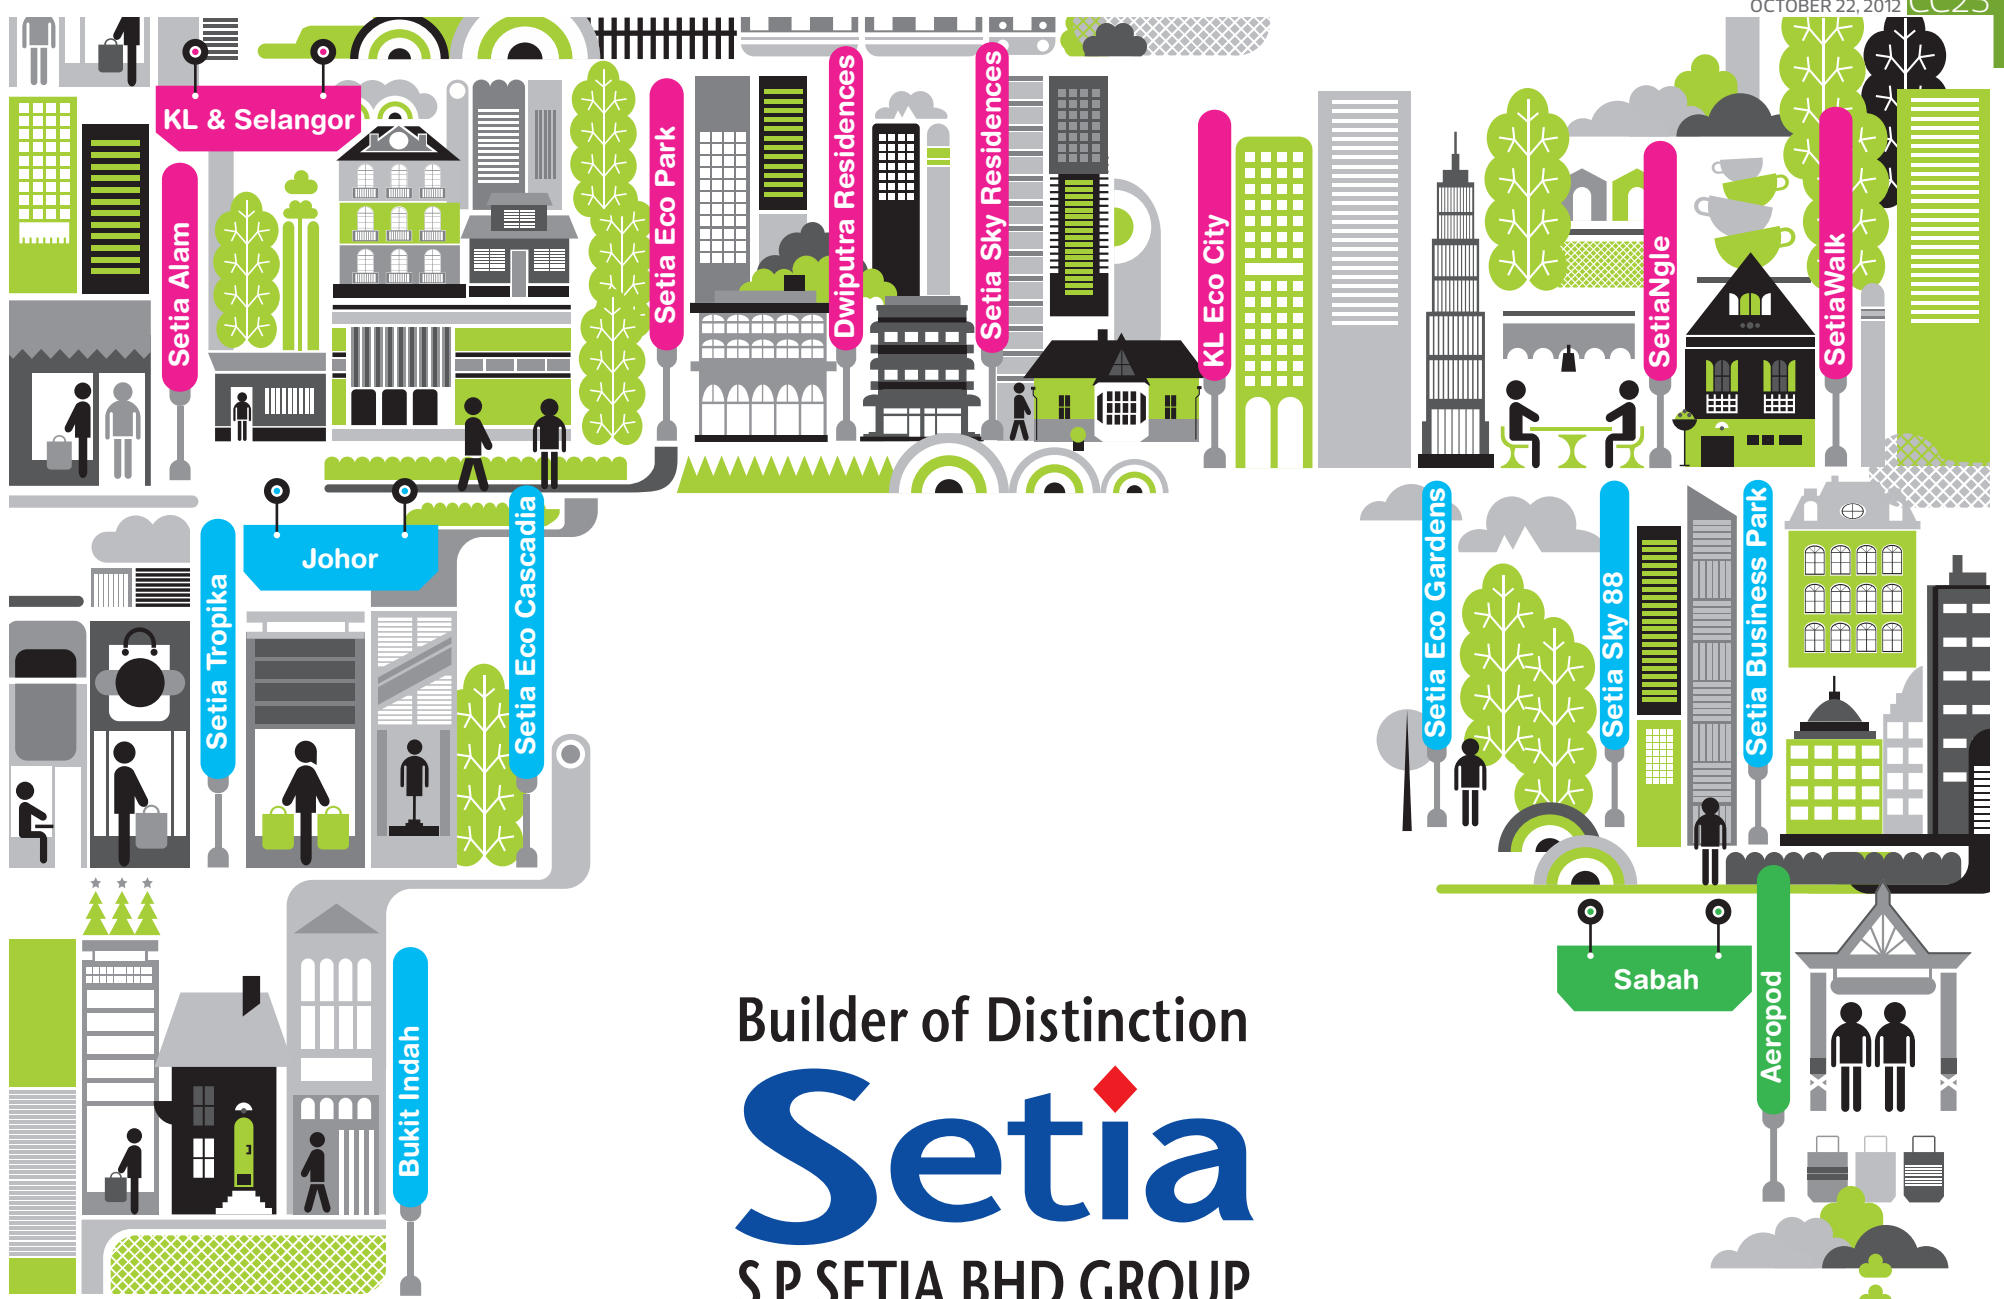 OCTOBER 22, 2012 CC23
KL & Selangor
Setia Alam
Setia Eco Park
Dwiputra Residences
Setia Sky Residences
KL Eco City
SetiaNgle
SetiaWalk
Johor
Setia Tropika
Setia Eco Cascadia
Setia Eco Gardens
Setia Sky 88
Setia Business Park
Bukit Indah
Sabah
Aeropod
Builder of Distinction
Setia
S P SETIA BHD GROUP